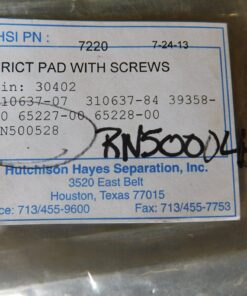 HSI PN :
7220 7-24-13
RICT PAD WITH SCREWS
in: 30402
310637-07 310637-84 39358-
0 65227-00 65228-00
N500528
Hutchison Hayes Separation, Inc.
3520 East Belt
Houston, Texas 77015
ce: 713/455-9600 Fax: 713/455-7753